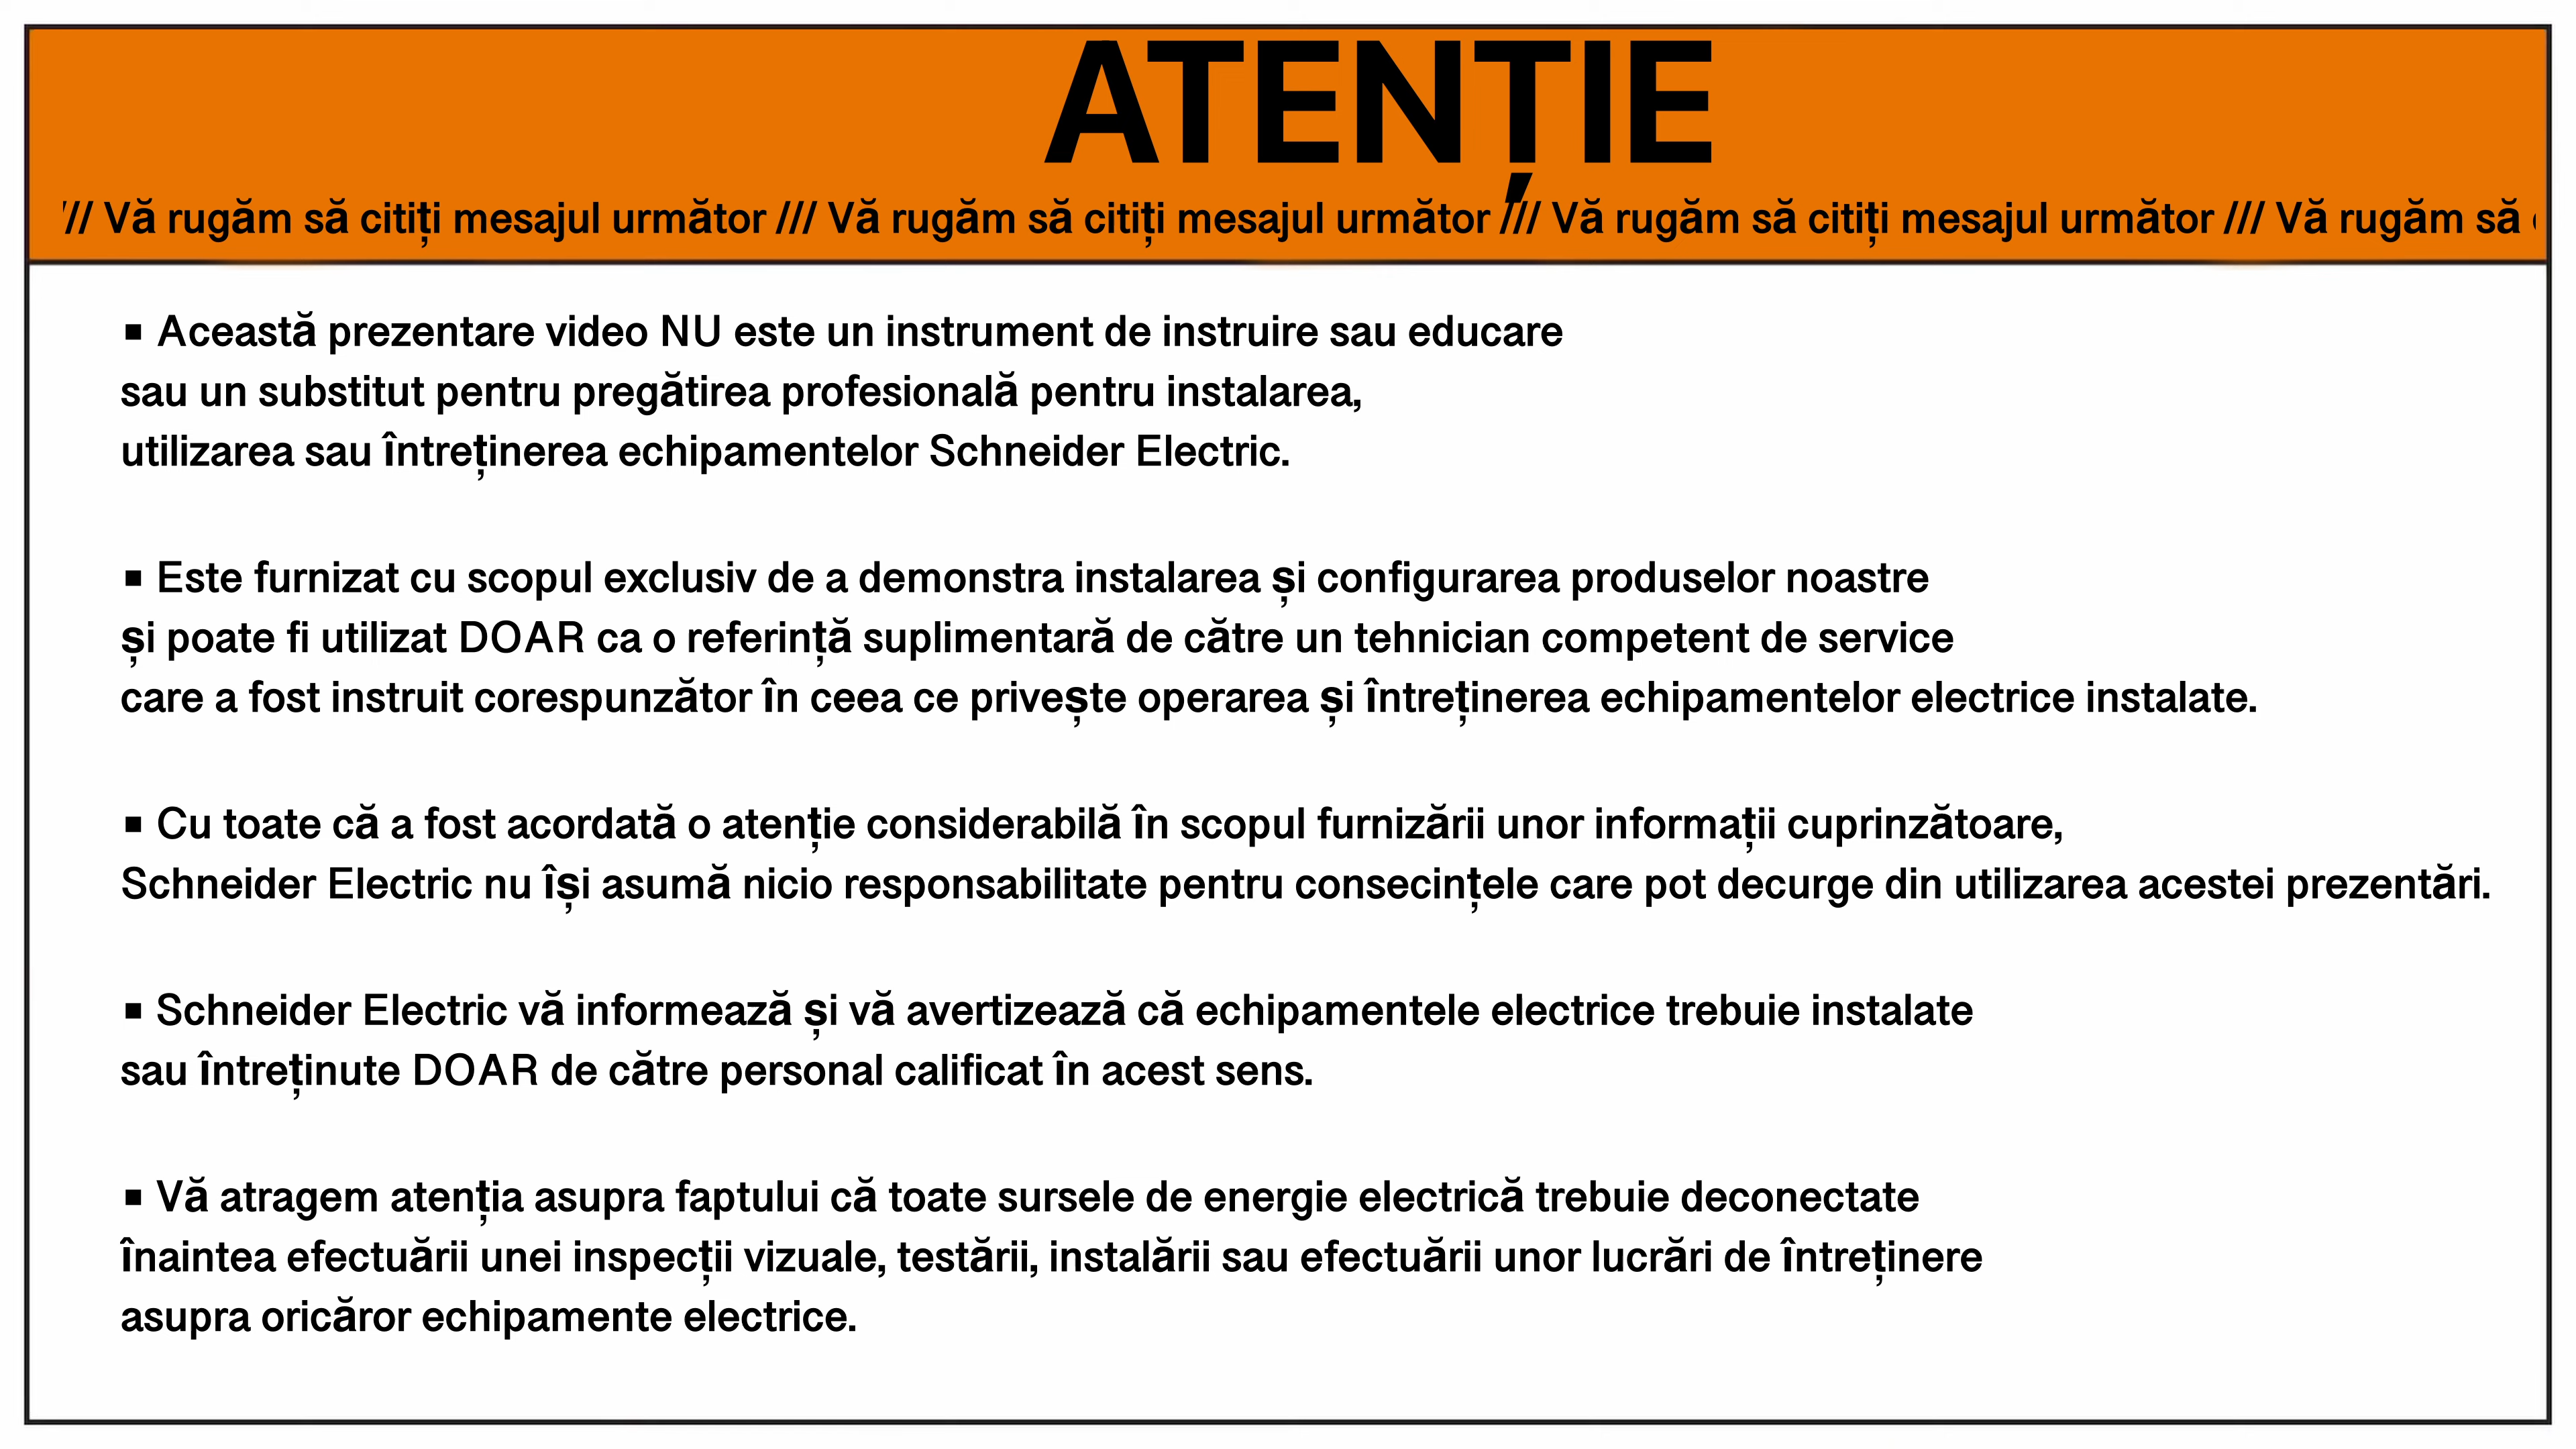 ATENȚIE
/// Vă rugăm să citiți mesajul următor /// Vă rugăm să citiți mesajul următor /// Vă rugăm să citiți mesajul următor /// Vă rugăm să
▪ Această prezentare video NU este un instrument de instruire sau educare
sau un substitut pentru pregătirea profesională pentru instalarea,
utilizarea sau întreținerea echipamentelor Schneider Electric.
▪ Este furnizat cu scopul exclusiv de a demonstra instalarea și configurarea produselor noastre
și poate fi utilizat DOAR ca o referință suplimentară de către un tehnician competent de service
care a fost instruit corespunzător în ceea ce privește operarea și întreținerea echipamentelor electrice instalate.
▪ Cu toate că a fost acordată o atenție considerabilă în scopul furnizării unor informații cuprinzătoare,
Schneider Electric nu își asumă nicio responsabilitate pentru consecințele care pot decurge din utilizarea acestei prezentări.
▪ Schneider Electric vă informează și vă avertizează că echipamentele electrice trebuie instalate
sau întreținute DOAR de către personal calificat în acest sens.
▪ Vă atragem atenția asupra faptului că toate sursele de energie electrică trebuie deconectate
înaintea efectuării unei inspecții vizuale, testării, instalării sau efectuării unor lucrări de întreținere
asupra oricăror echipamente electrice.